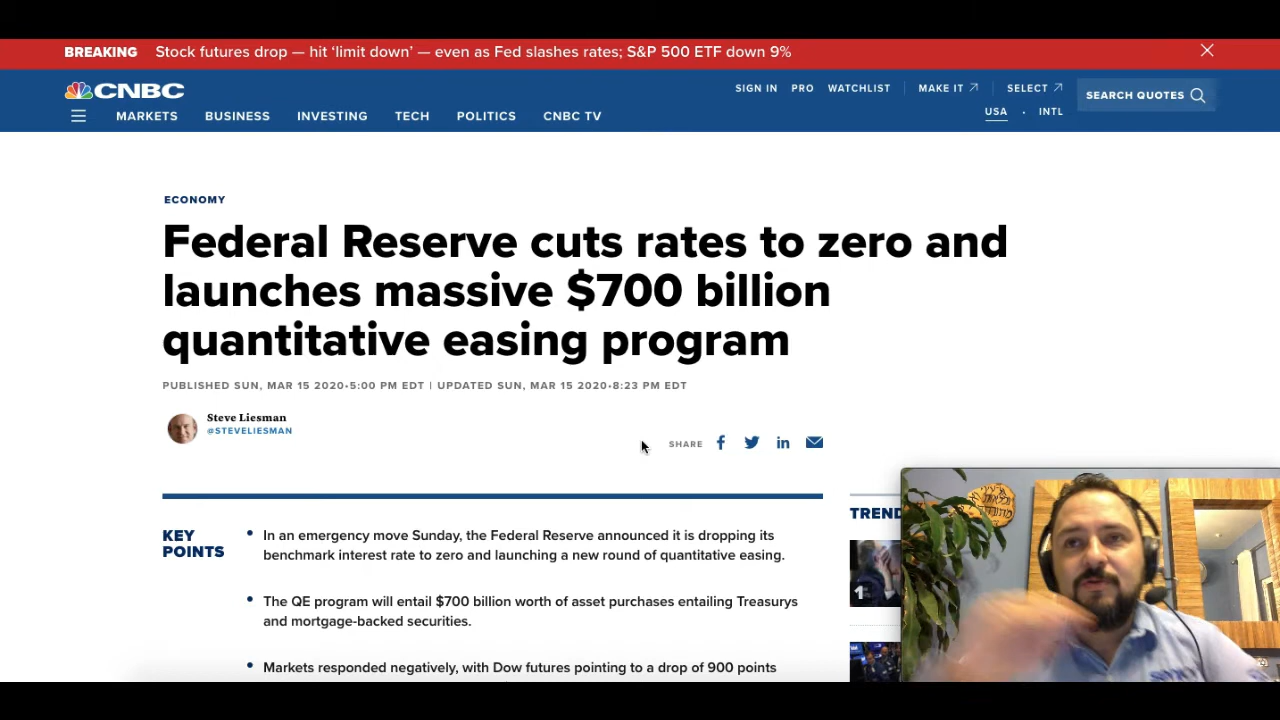 BREAKING Stock futures drop — hit ‘limit down’ — even as Fed slashes rates; S&P 500 ETF down 9%
CNBC
SIGN IN PRO WATCHLIST MAKE IT SELECT
SEARCH QUOTES
USA · INTL
MARKETS BUSINESS INVESTING TECH POLITICS CNBC TV
ECONOMY
Federal Reserve cuts rates to zero and
launches massive $700 billion
quantitative easing program
PUBLISHED SUN, MAR 15 2020•5:00 PM EDT | UPDATED SUN, MAR 15 2020•8:23 PM EDT
Steve Liesman
@STEVELIESMAN
SHARE
KEY
POINTS
• In an emergency move Sunday, the Federal Reserve announced it is dropping its
benchmark interest rate to zero and launching a new round of quantitative easing.
• The QE program will entail $700 billion worth of asset purchases entailing Treasurys
and mortgage-backed securities.
• Markets responded negatively, with Dow futures pointing to a drop of 900 points
TREND
1